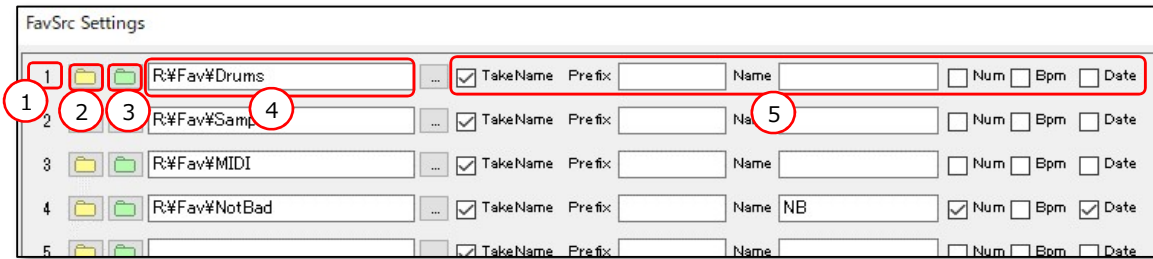 FavSrc Settings
1 R:¥Fav¥Drums ... TakeName Prefix Name Num Bpm Date
1 2 3 4 5
2 R:¥Fav¥Samp ... TakeName Prefix Na Num Bpm Date
3 R:¥Fav¥MIDI ... TakeName Prefix Name Num Bpm Date
4 R:¥Fav¥NotBad ... TakeName Prefix Name NB Num Bpm Date
5 ... TakeName Prefix Name Num Bpm Date